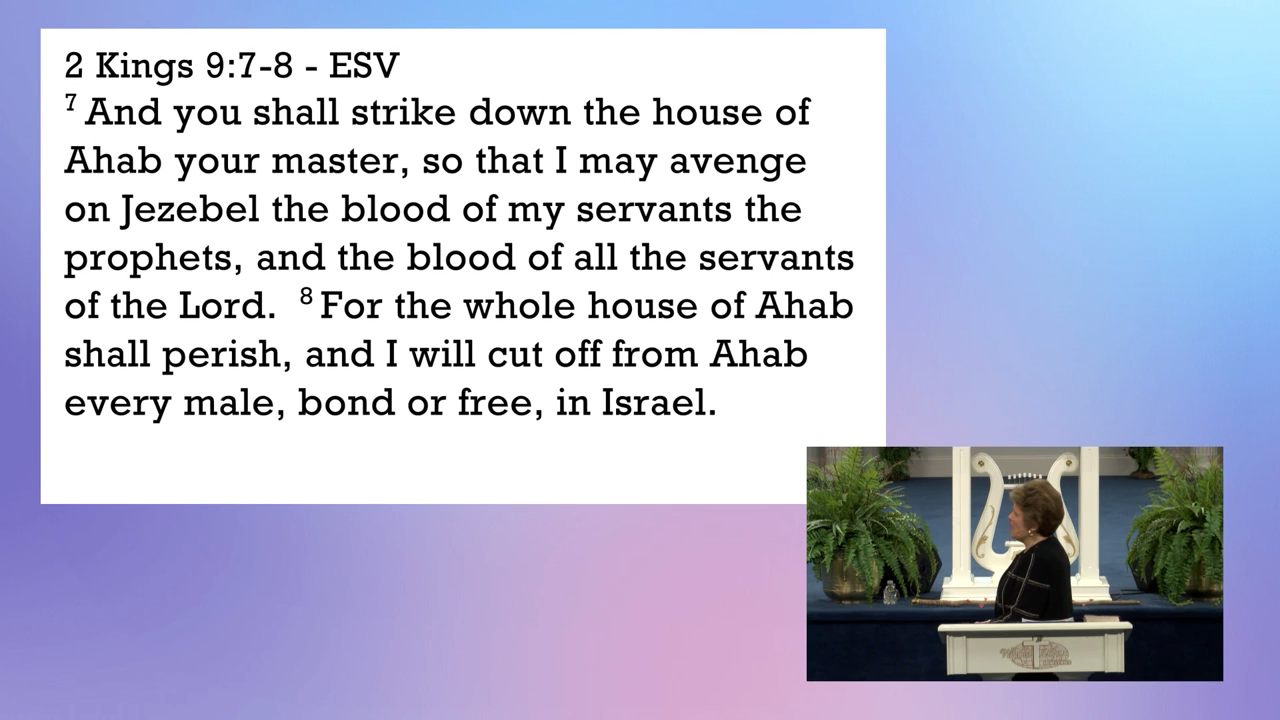 2 Kings 9:7-8 - ESV
7 And you shall strike down the house of
Ahab your master, so that I may avenge
on Jezebel the blood of my servants the
prophets, and the blood of all the servants
of the Lord. 8 For the whole house of Ahab
shall perish, and I will cut off from Ahab
every male, bond or free, in Israel.